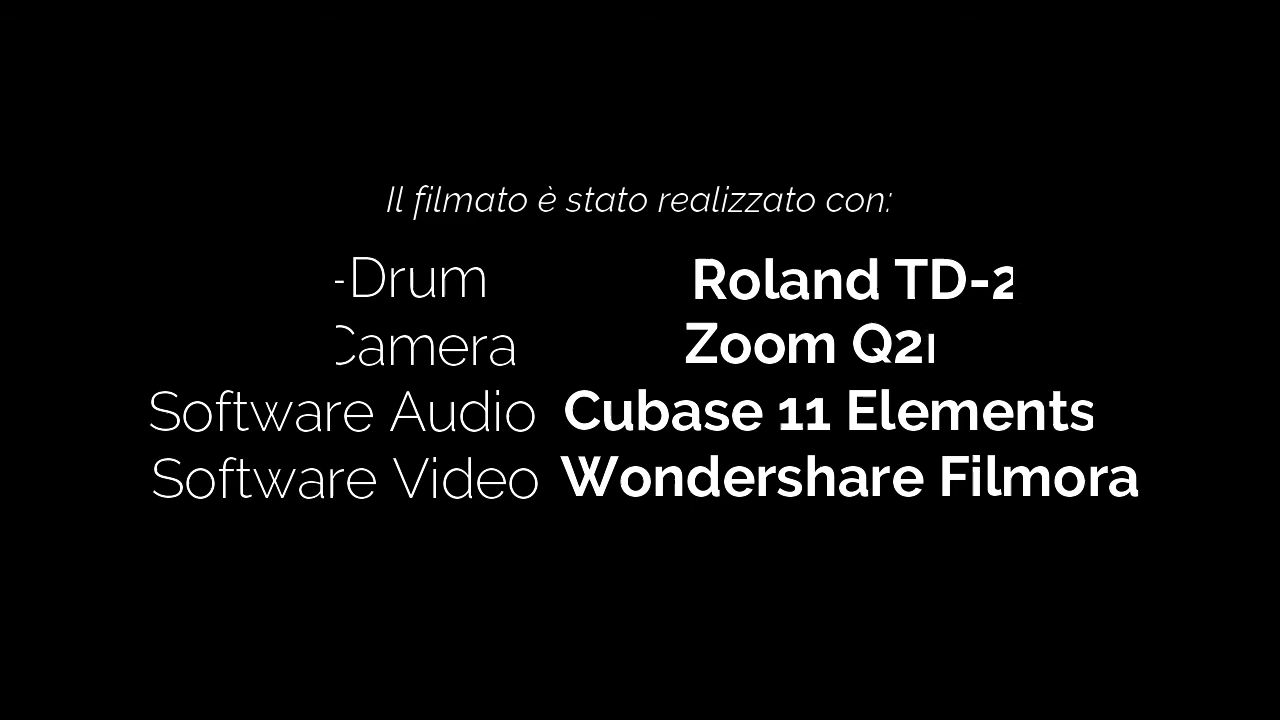 Il filmato è stato realizzato con:
-Drum Roland TD-2
Camera Zoom Q2
Software Audio Cubase 11 Elements
Software Video Wondershare Filmora